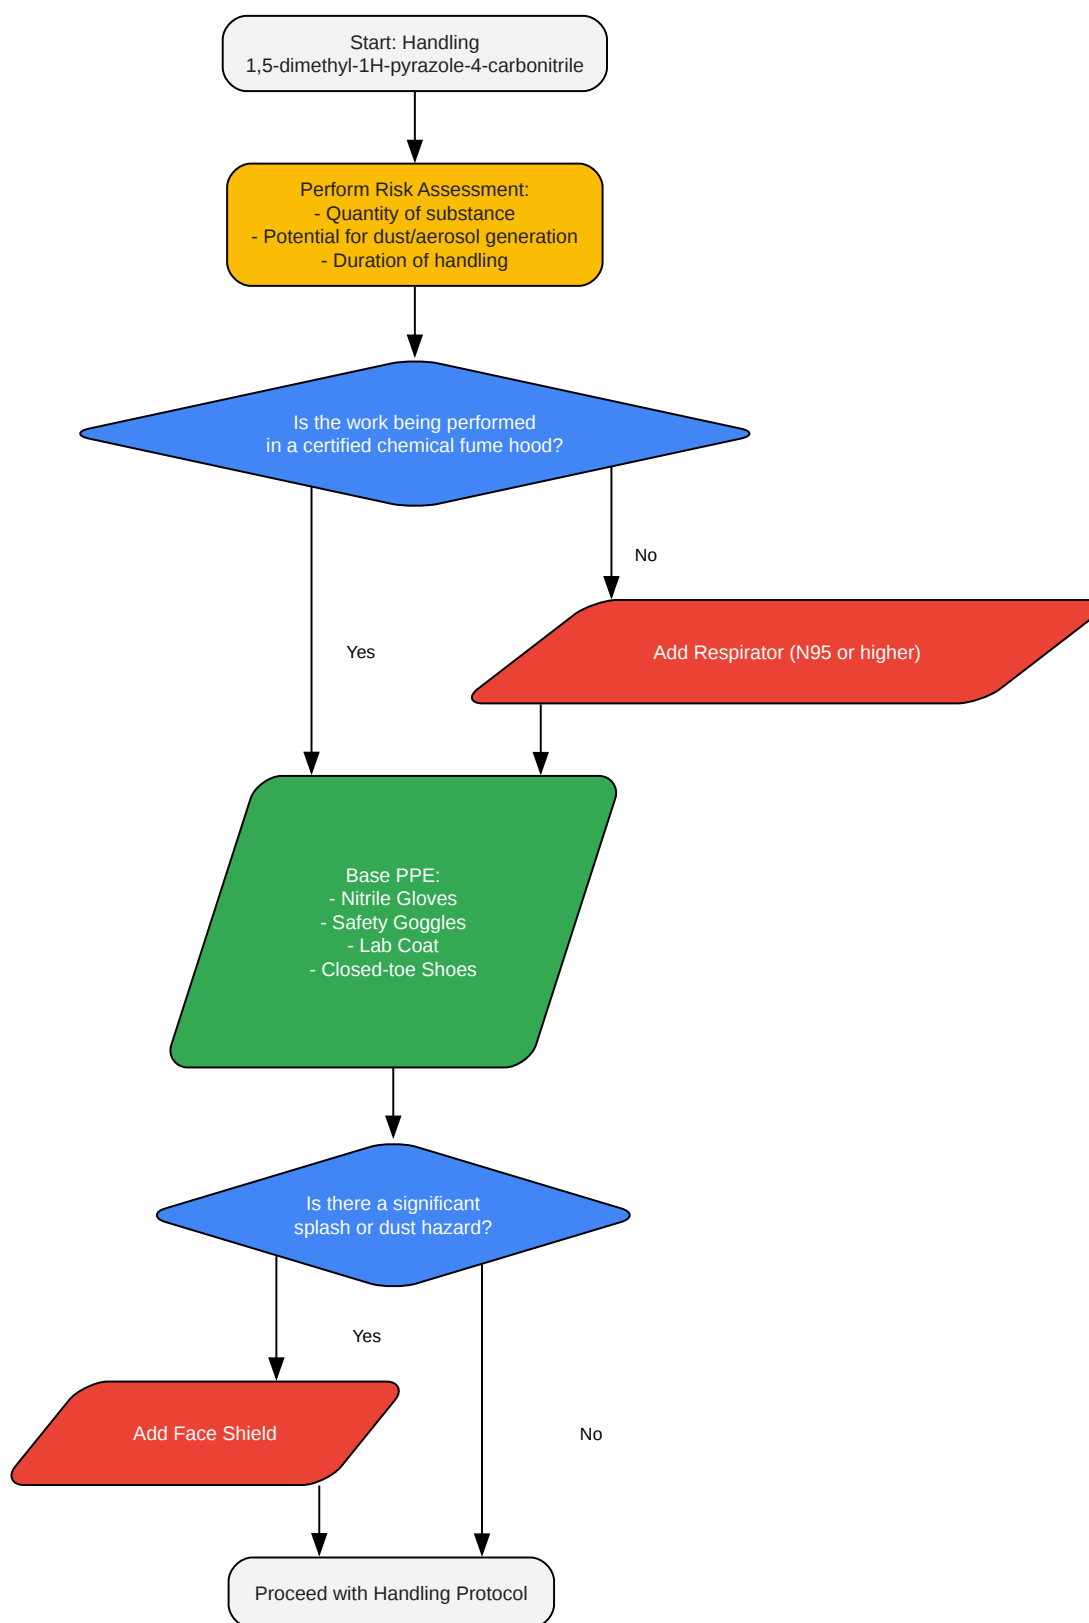 Start: Handling
1,5-dimethyl-1H-pyrazole-4-carbonitrile
Perform Risk Assessment:
- Quantity of substance
- Potential for dust/aerosol generation
- Duration of handling
Is the work being performed
in a certified chemical fume hood?
No
Yes
Add Respirator (N95 or higher)
Base PPE:
- Nitrile Gloves
- Safety Goggles
- Lab Coat
- Closed-toe Shoes
Is there a significant
splash or dust hazard?
Yes
Add Face Shield
No
Proceed with Handling Protocol